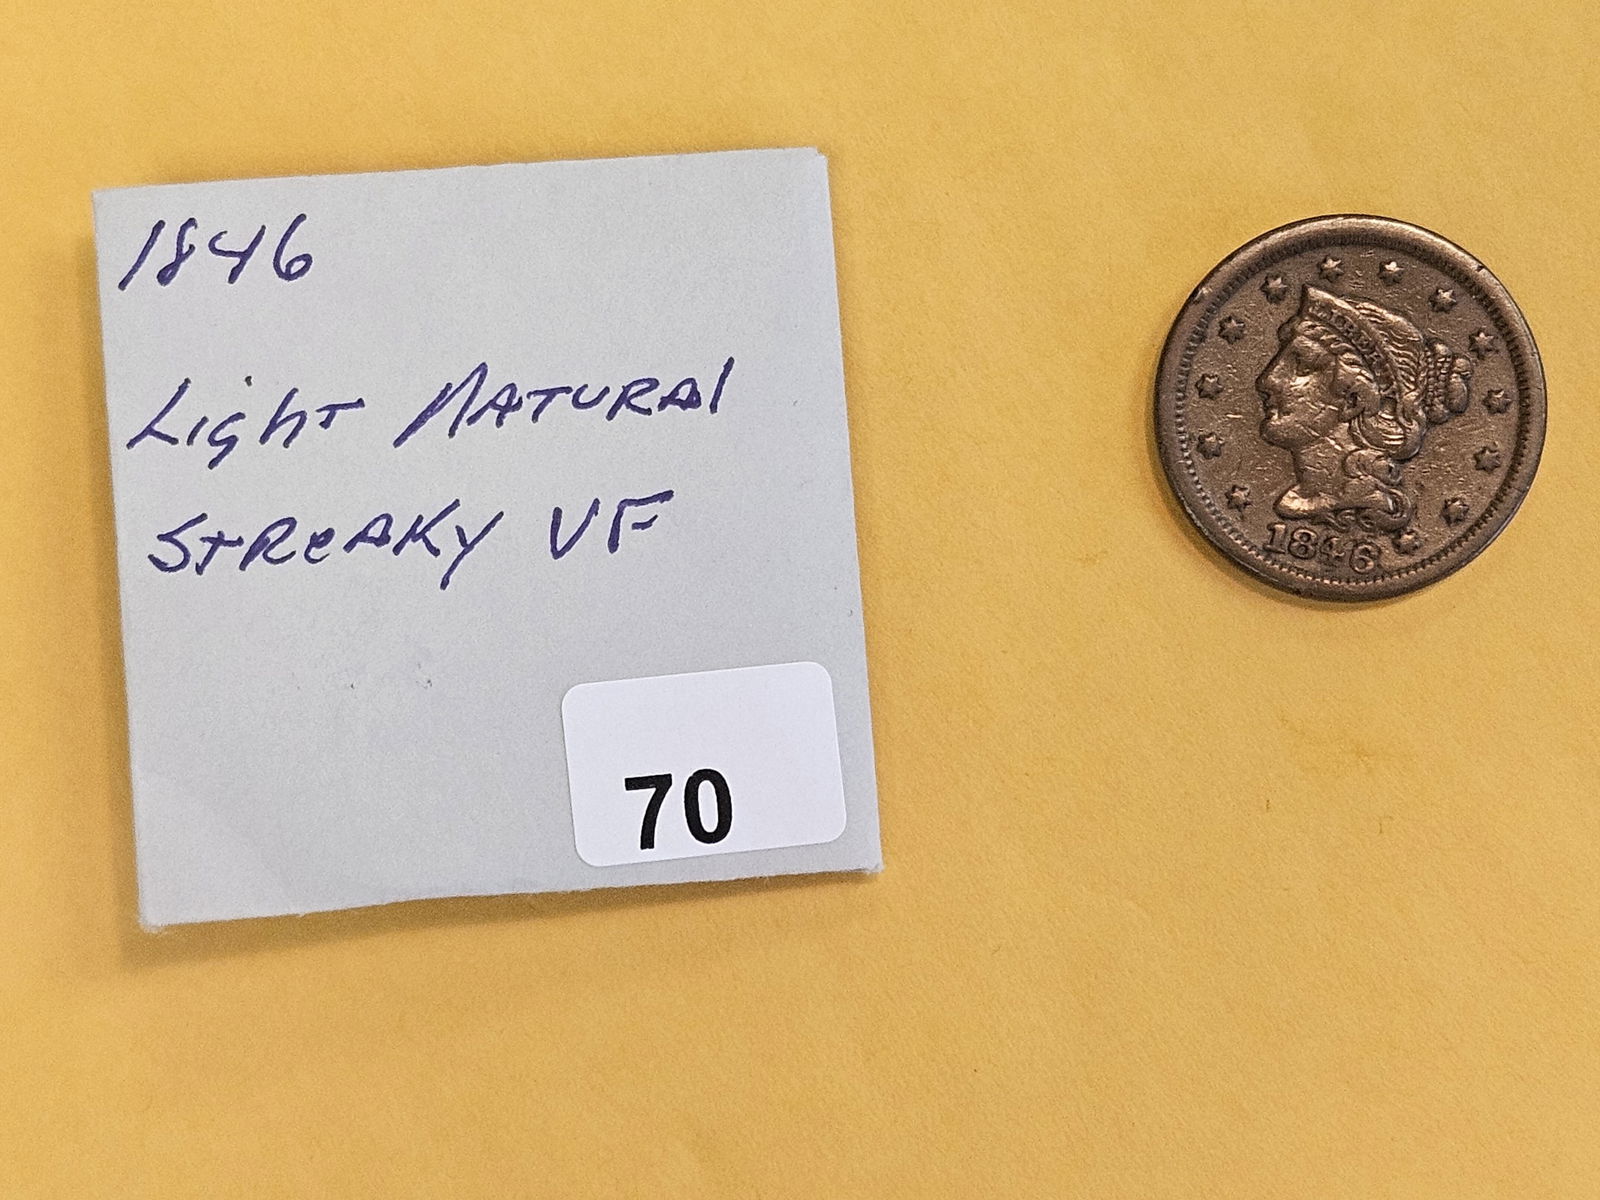 1846
Light NATURAl
STReAKy VF
70
LIBERTY
1846